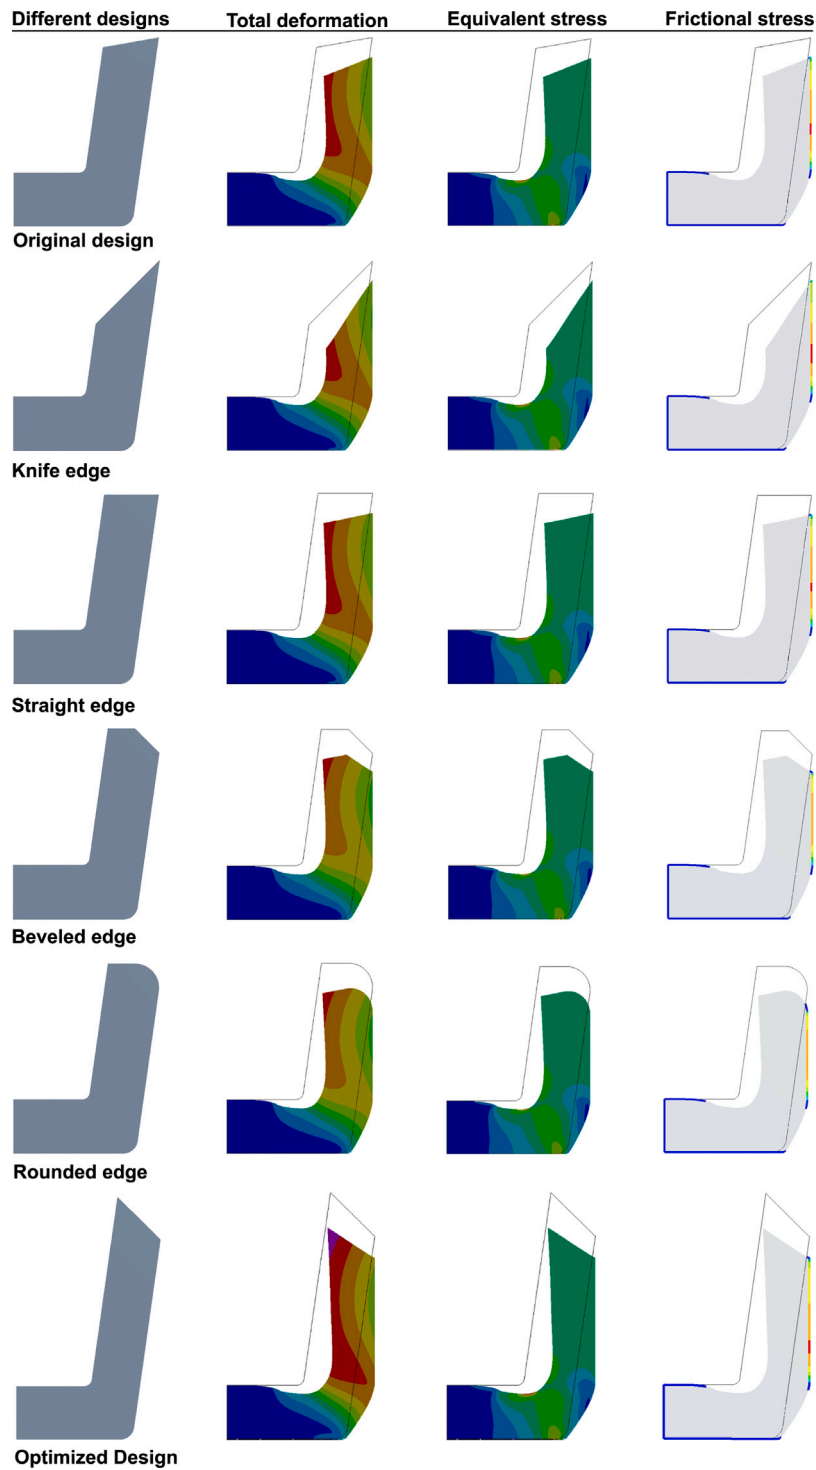 Different designs Total deformation Equivalent stress Frictional stress
Original design
Knife edge
Straight edge
Beveled edge
Rounded edge
Optimized Design